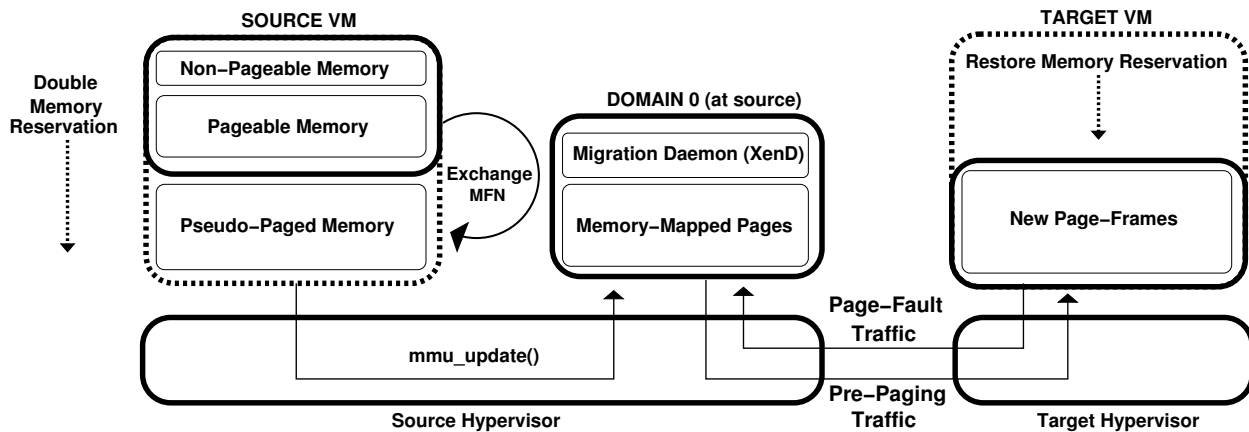 SOURCE VM
TARGET VM
Double
Memory
Reservation
Non-Pageable Memory
Pageable Memory
Pseudo-Paged Memory
Exchange
MFN
DOMAIN 0 (at source)
Migration Daemon (XenD)
Memory-Mapped Pages
Restore Memory Reservation
New Page-Frames
mmu_update()
Page-Fault
Traffic
Pre-Paging
Traffic
Source Hypervisor
Target Hypervisor